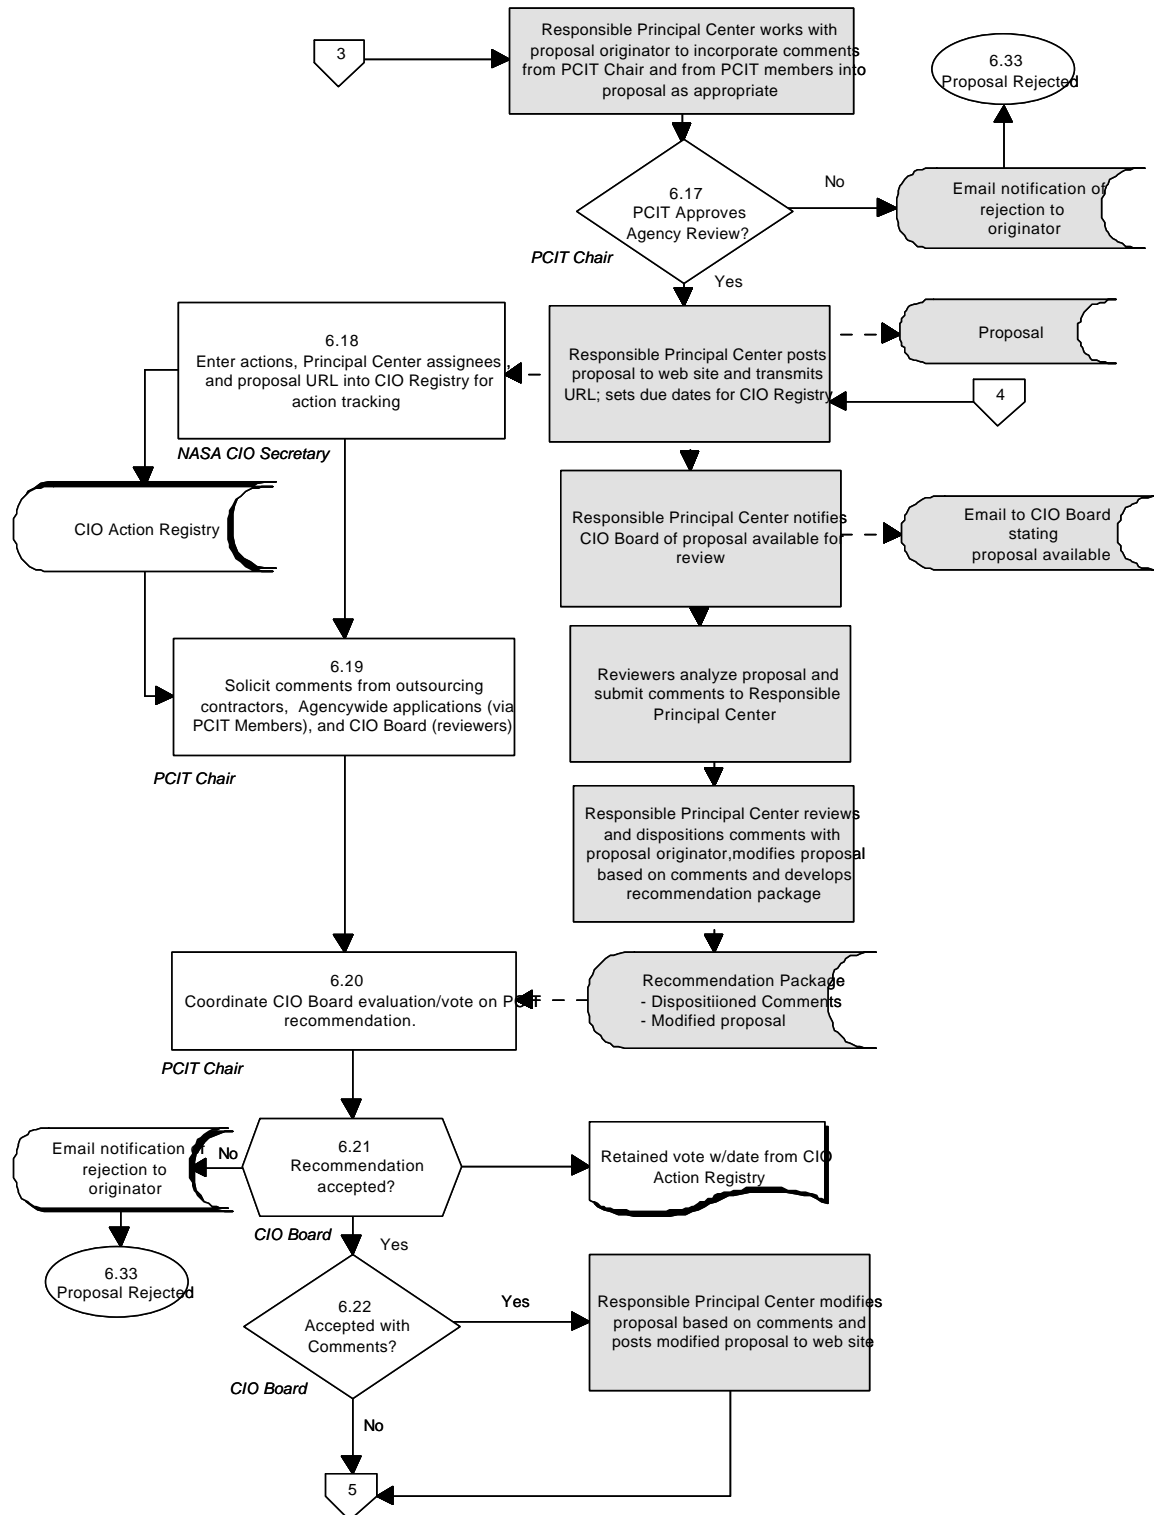 3
Responsible Principal Center works with
proposal originator to incorporate comments
from PCIT Chair and from PCIT members into
proposal as appropriate
6.33
Proposal Rejected
6.17
PCIT Approves
Agency Review?
No
Email notification of
rejection to
originator
PCIT Chair
Yes
6.18
Enter actions, Principal Center assignees ,
and proposal URL into CIO Registry for
action tracking
NASA CIO Secretary
Responsible Principal Center posts
proposal to web site and transmits
URL; sets due dates for CIO Registry
Proposal
4
CIO Action Registry
Responsible Principal Center notifies
CIO Board of proposal available for
review
Email to CIO Board
stating
proposal available
6.19
Solicit comments from outsourcing
contractors,  Agencywide applications (via
PCIT Members), and CIO Board (reviewers)
PCIT Chair
Reviewers analyze proposal and
submit comments to Responsible
Principal Center
Responsible Principal Center reviews
and dispositions comments with
proposal originator,modifies proposal
based on comments and develops
recommendation package
6.20
Coordinate CIO Board evaluation/vote on PCIT
recommendation.
PCIT Chair
Recommendation Package
- Dispositiioned Comments
- Modified proposal
Email notification of
rejection to
originator
No
6.21
Recommendation
accepted?
Retained vote w/date from CIO
Action Registry
CIO Board
Yes
6.33
Proposal Rejected
6.22
Accepted with
Comments?
Yes
Responsible Principal Center modifies
proposal based on comments and
posts modified proposal to web site
CIO Board
No
5